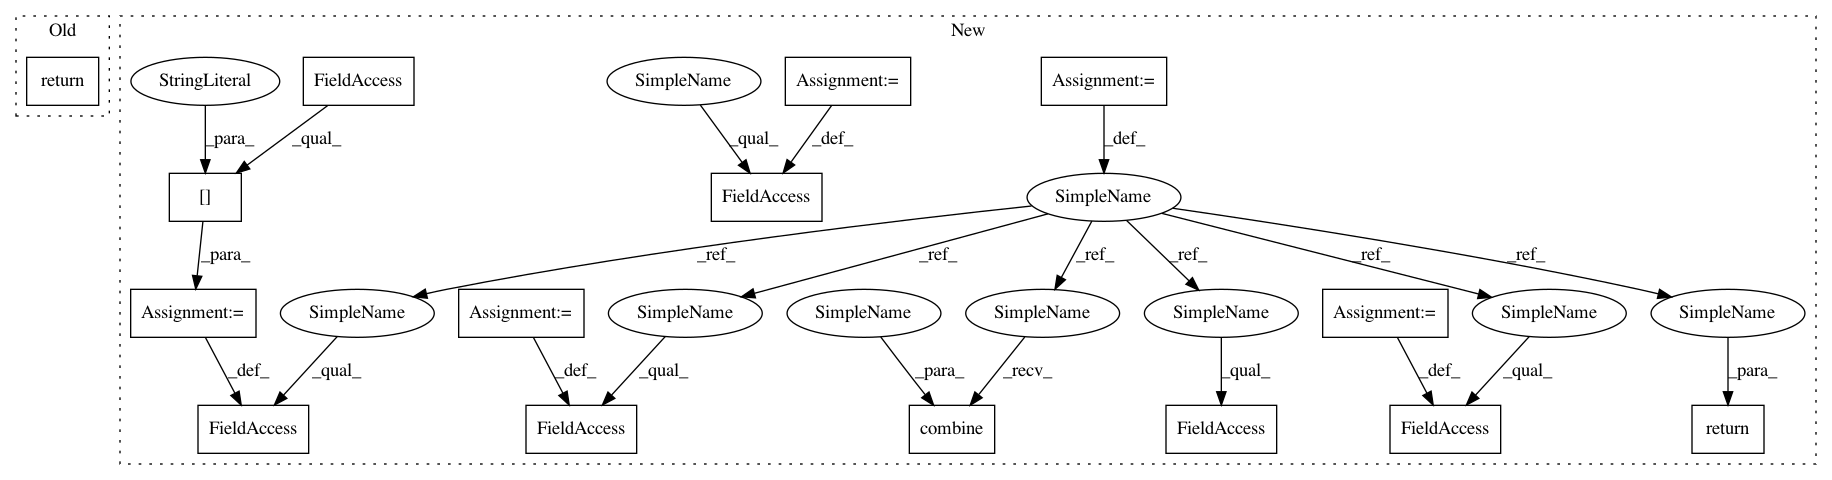 Old
New
return
StringLiteral
FieldAccess
SimpleName
Assignment:=
Assignment:=
_para_
_qual_
_qual_
_def_
_def_
[]
FieldAccess
SimpleName
_para_
_ref_
_ref_
_ref_
_ref_
_ref_
_ref_
Assignment:=
SimpleName
Assignment:=
SimpleName
SimpleName
SimpleName
SimpleName
Assignment:=
SimpleName
SimpleName
_def_
_qual_
_def_
_qual_
_para_
_recv_
_qual_
_def_
_qual_
_para_
FieldAccess
FieldAccess
combine
FieldAccess
FieldAccess
return